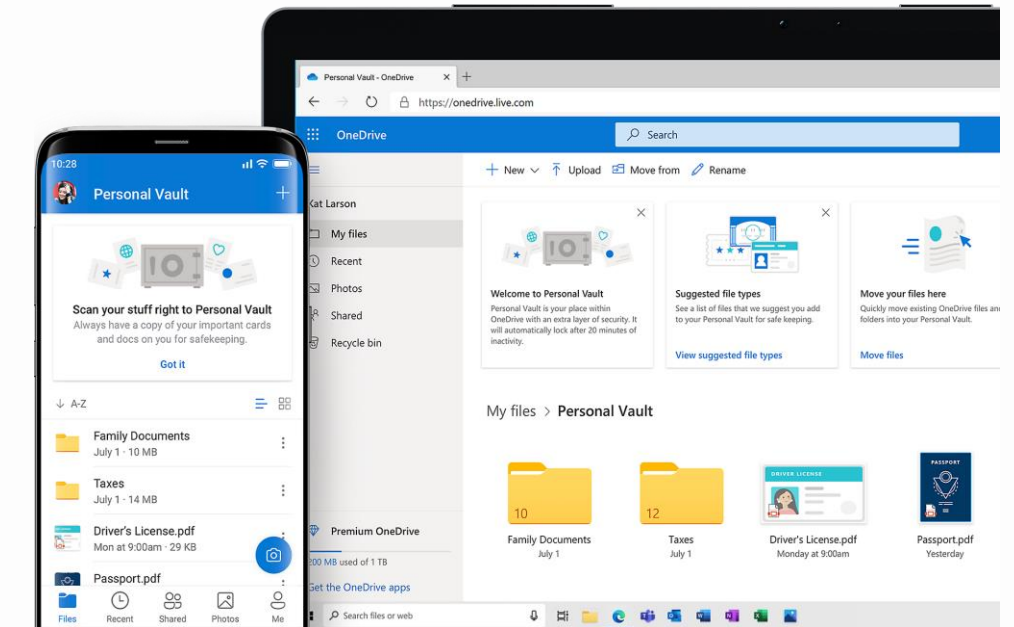 10:28
Personal Vault
Scan your stuff right to Personal Vault
Always have a copy of your important cards
and docs on you for safekeeping.
Got it
A-Z
Family Documents
July 1 · 10 MB
Taxes
July 1 · 14 MB
Driver's License.pdf
Mon at 9:00am · 29 KB
Passport.pdf
Files
Recent
Shared
Photos
Me
Personal Vault - OneDrive
https://onedrive.live.com
OneDrive
Search
New
Upload
Move from
Rename
Kat Larson
My files
Recent
Photos
Shared
Recycle bin
Premium OneDrive
200 MB used of 1 TB
Get the OneDrive apps
Welcome to Personal Vault
Personal Vault is your place within
OneDrive with an extra layer of security. It
will automatically lock after 20 minutes of
inactivity.
Suggested file types
See a list of files that we suggest you add
to your Personal Vault for safe keeping.
View suggested file types
Move your files here
Quickly move existing OneDrive files and
folders into your Personal Vault.
Move files
My files > Personal Vault
10
Family Documents
July 1
12
Taxes
July 1
DRIVER LICENSE
Driver's License.pdf
Monday at 9:00am
PASSPORT
Passport.pdf
Yesterday
Search files or web